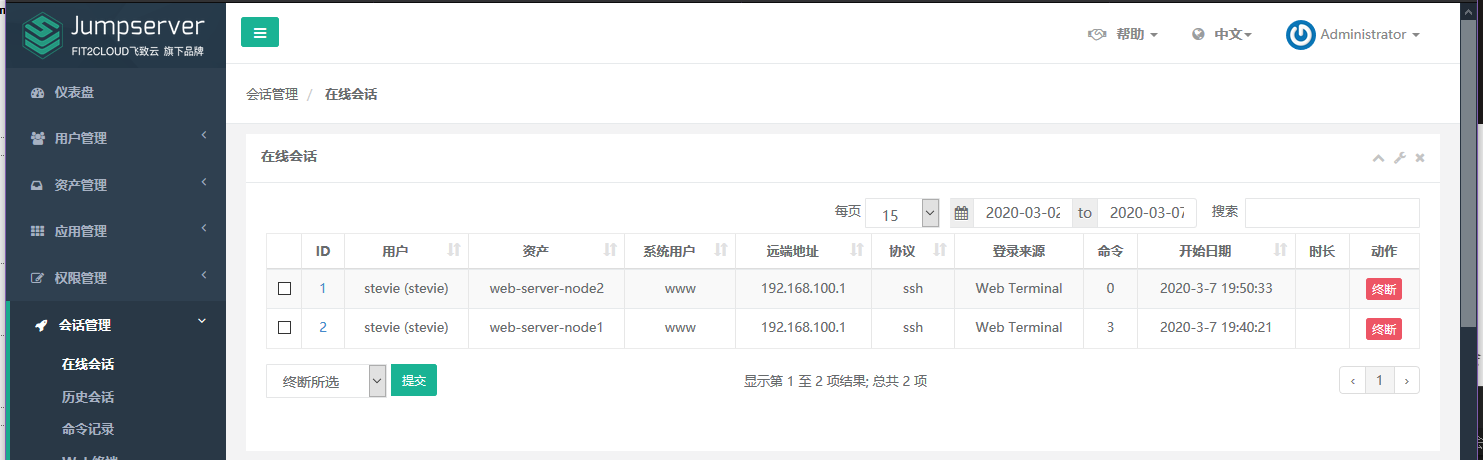 Jumpserver
FIT2CLOUD飞致云 旗下品牌
帮助
中文
Administrator
仪表盘
用户管理
资产管理
应用管理
权限管理
会话管理
在线会话
历史会话
命令记录
会话管理 / 在线会话
在线会话
每页 15 2020-03-02 to 2020-03-07 搜索
ID 用户 资产 系统用户 远端地址 协议 登录来源 命令 开始日期 时长 动作
1 stevie (stevie) web-server-node2 www 192.168.100.1 ssh Web Terminal 0 2020-3-7 19:50:33 终断
2 stevie (stevie) web-server-node1 www 192.168.100.1 ssh Web Terminal 3 2020-3-7 19:40:21 终断
终断所选 提交 显示第 1 至 2 项结果; 总共 2 项 ‹ 1 ›